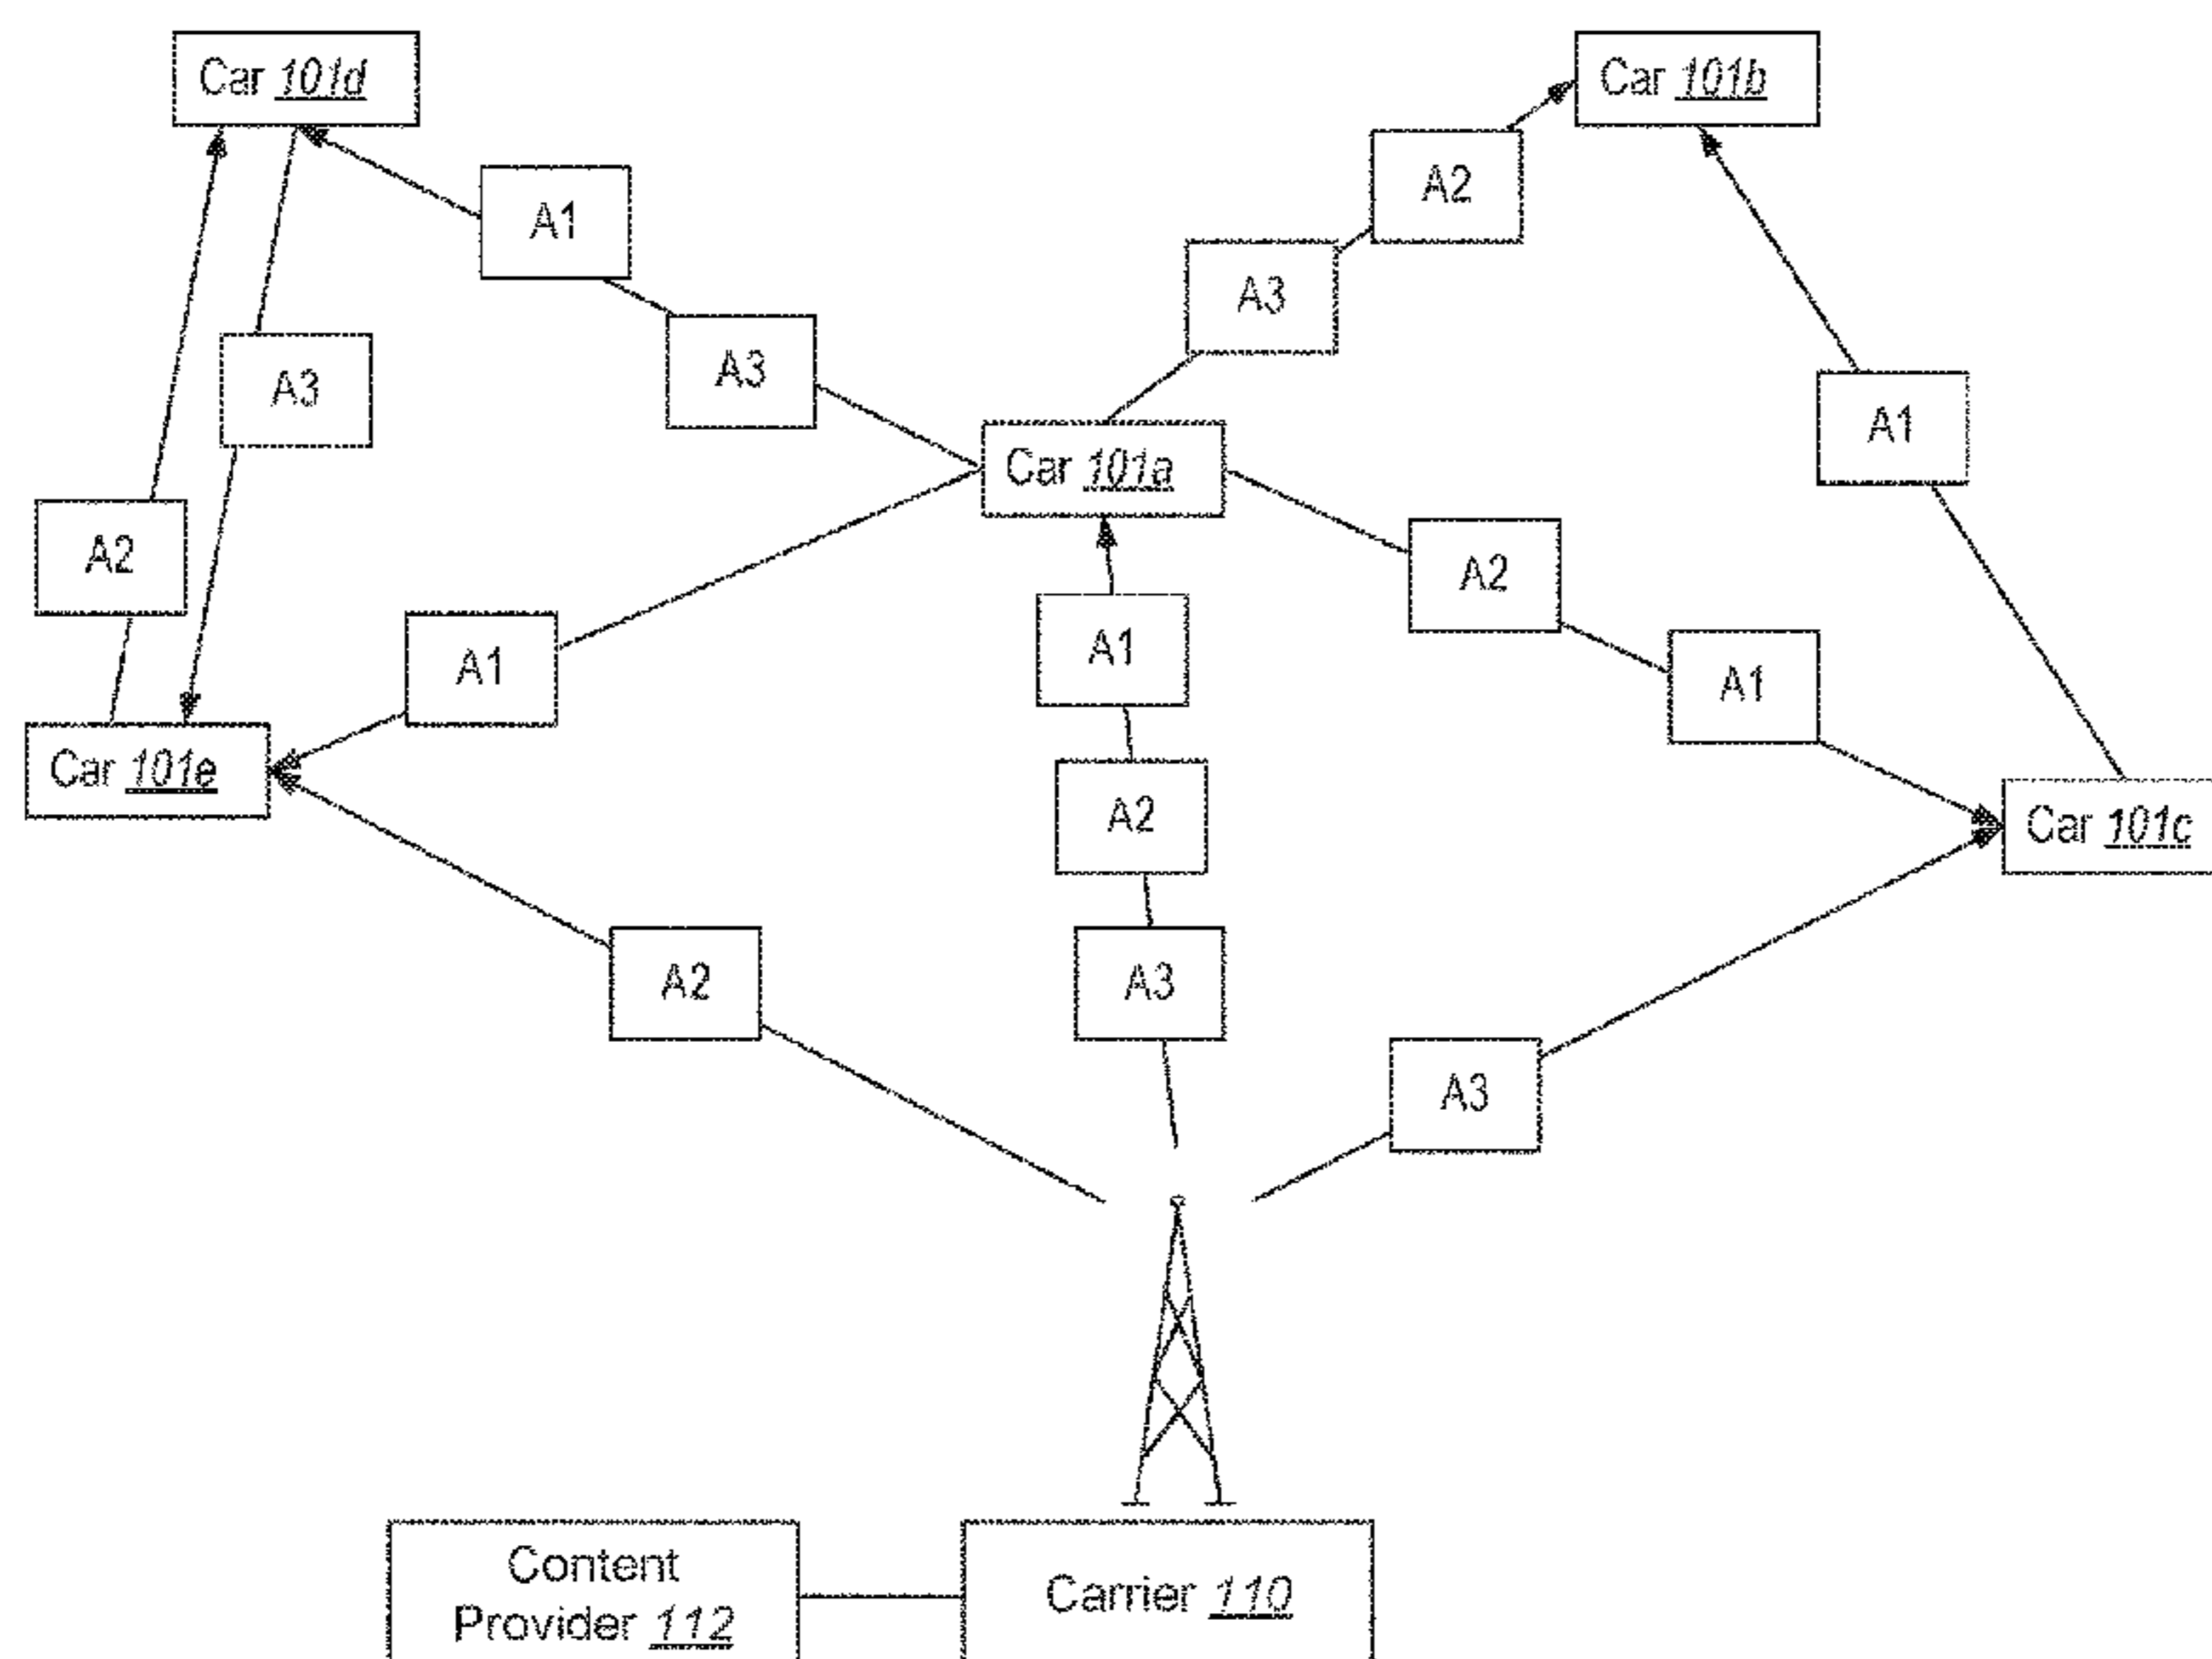 Car 101d
Car 101b
A1
A2
A3
A3
A3
A1
Car 101a
A2
A2
A1
A1
A1
Car 101e
A2
Car 101c
A2
A3
A3
Content
Provider 112
Carrier 110